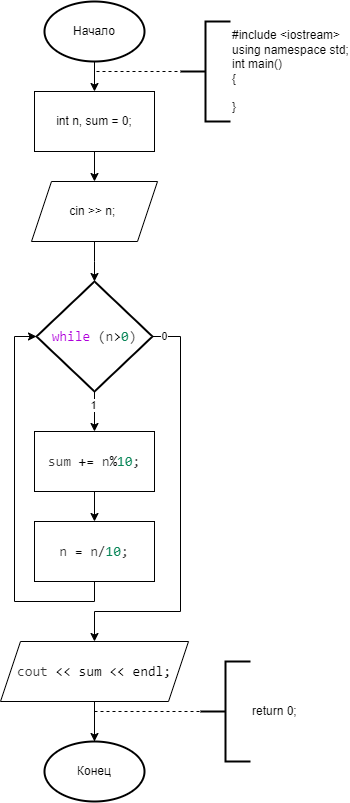 Начало
#include <iostream>
using namespace std;
int main()
{
}
int n, sum = 0;
cin >> n;
while (n>0)
0
1
sum += n%10;
n = n/10;
cout << sum << endl;
return 0;
Конец